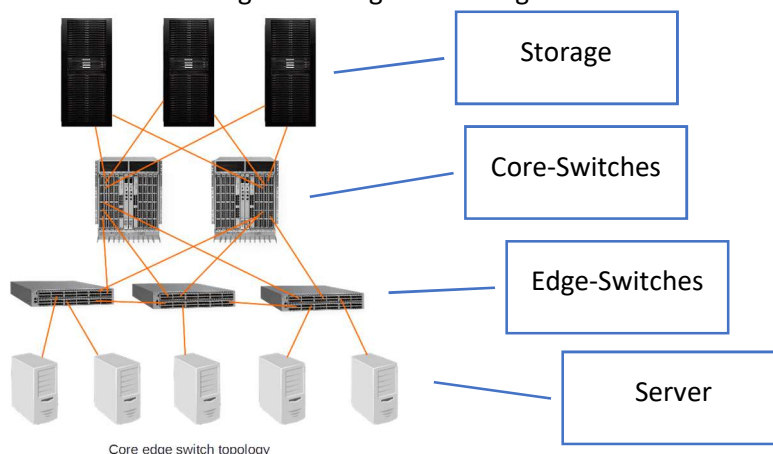 Storage
Core-Switches
Edge-Switches
Server
Core edge switch topology